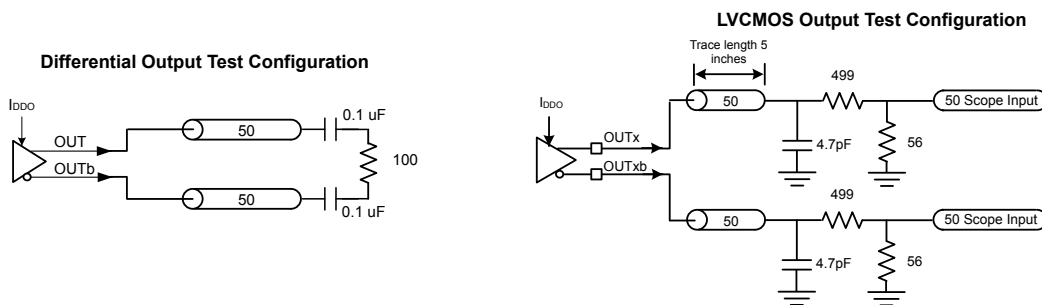 Differential Output Test Configuration
IDDO
OUT
OUTb
50
50
0.1 uF
0.1 uF
100
LVCMOS Output Test Configuration
Trace length 5
inches
IDDO
OUTx
OUTxb
50
499
4.7pF
56
50 Scope Input
50
499
4.7pF
56
50 Scope Input